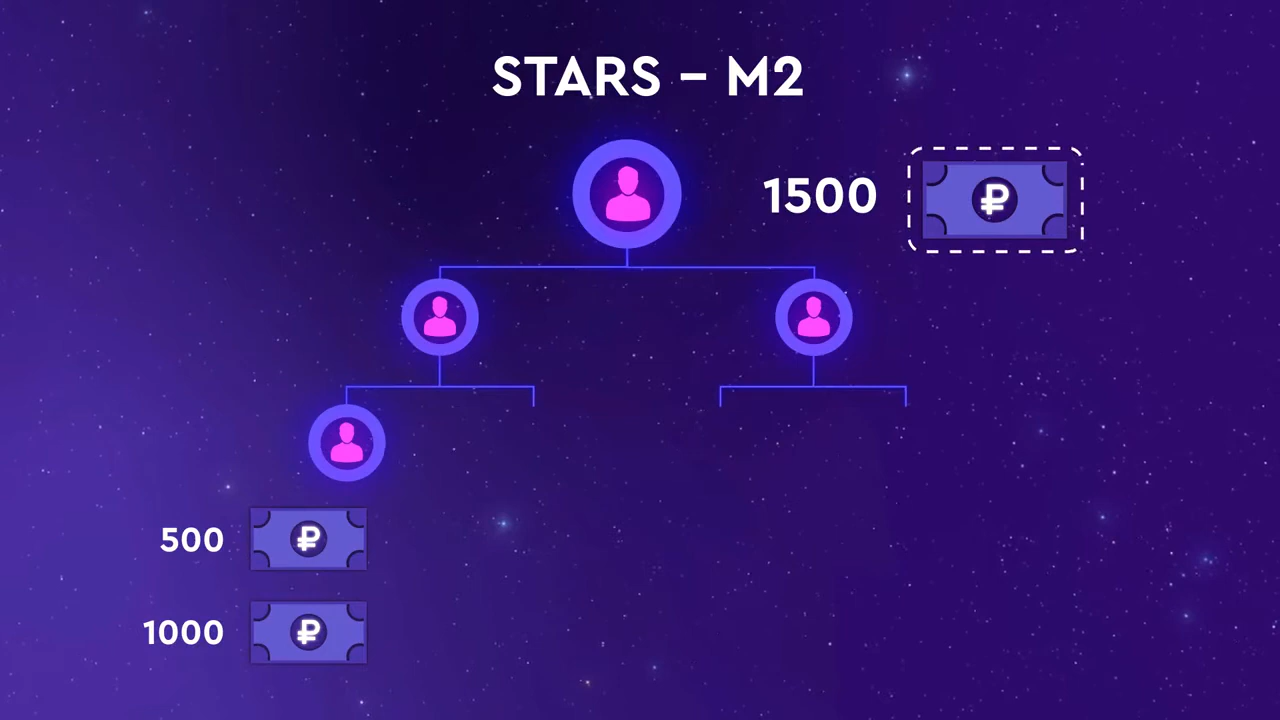 STARS – M2
1500 ₽
500 ₽
1000 ₽